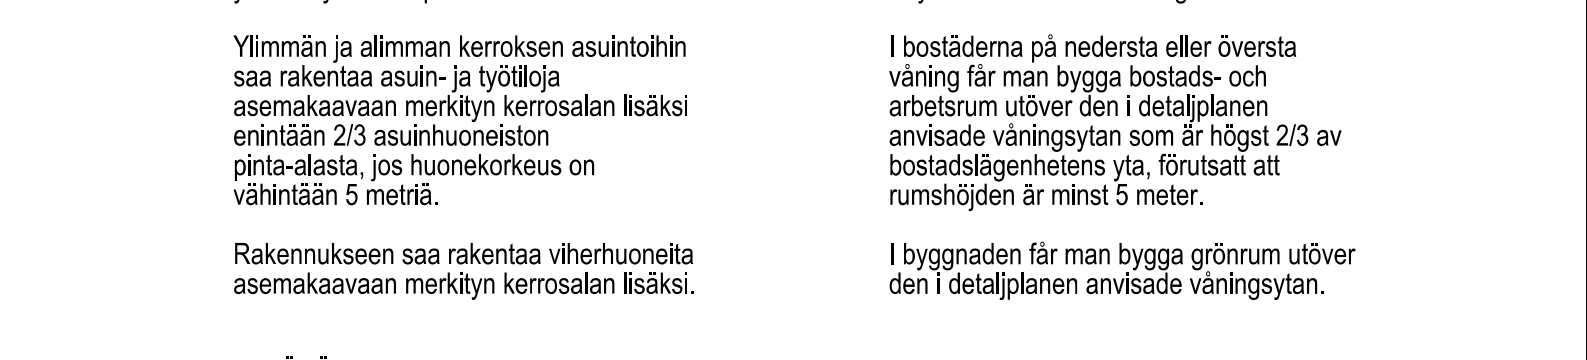 Ylimmän ja alimman kerroksen asuintoihin
saa rakentaa asuin- ja työtiloja
asemakaavaan merkityn kerrosalan lisäksi
enintään 2/3 asuinhuoneiston
pinta-alasta, jos huonekorkeus on
vähintään 5 metriä.
Rakennukseen saa rakentaa viherhuoneita
asemakaavaan merkityn kerrosalan lisäksi.
I bostäderna på nedersta eller översta
våning får man bygga bostads- och
arbetsrum utöver den i detaljplanen
anvisade våningsytan som är högst 2/3 av
bostadslägenhetens yta, förutsatt att
rumshöjden är minst 5 meter.
I byggnaden får man bygga grönrum utöver
den i detaljplanen anvisade våningsytan.